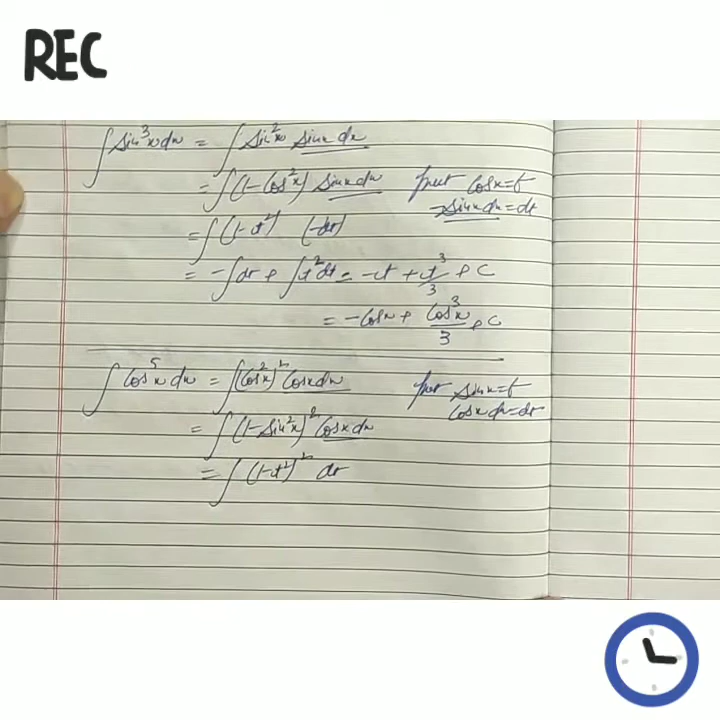 REC
∫ sin³x dx = ∫ sin²x sinx dx
= ∫ (1-cos²x) sinx dx put cosx=t
-sinx dx = dt
= ∫ (1-t²) (-dt)
= -∫dt + ∫t²dt = -t + t³/3 + C
= -cosx + cos³x/3 + C
∫ cos⁵x dx = ∫ (cos²x)² cosx dx put sinx=t
cosx dx = dt
= ∫ (1-sin²x)² cosx dx
= ∫ (1-t²)² dt